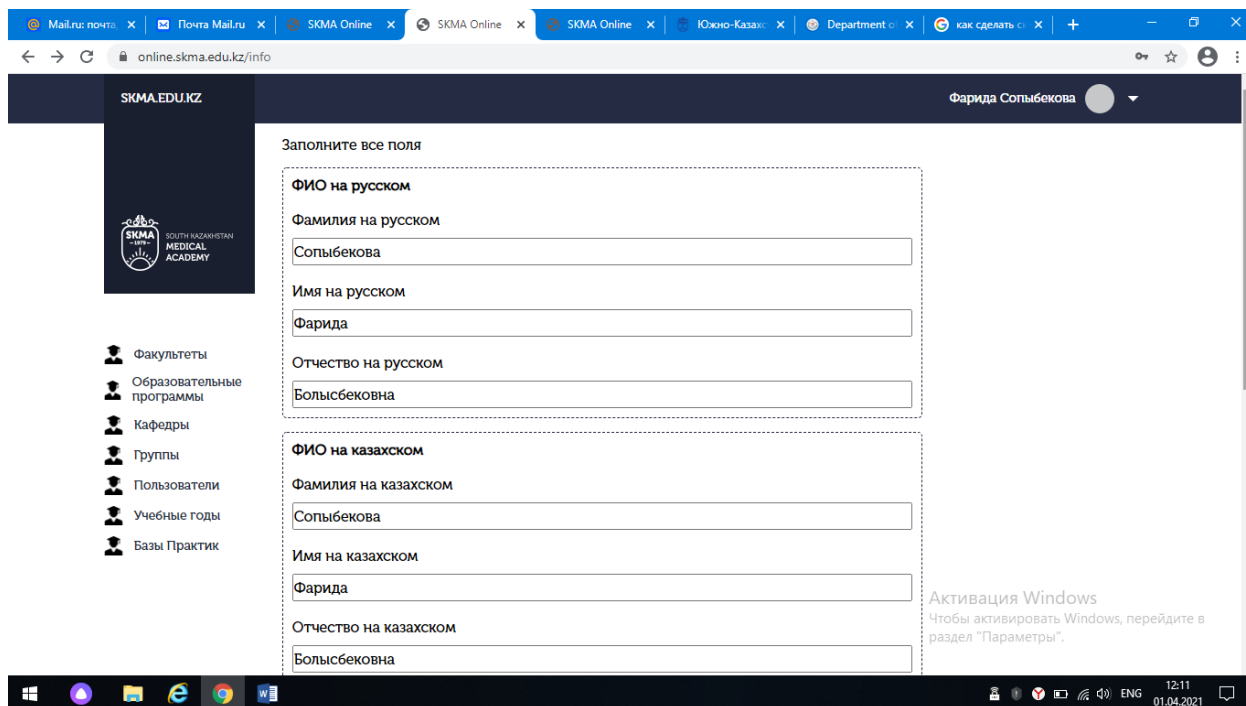 Mail.ru: почта,
Почта Mail.ru
SKMA Online
SKMA Online
SKMA Online
Южно-Казахс
Department o
как сделать с
online.skma.edu.kz/info
SKMA.EDU.KZ
Фарида Сопыбекова
SKMA
-1979-
SOUTH KAZAKHSTAN
MEDICAL
ACADEMY
Факультеты
Образовательные
программы
Кафедры
Группы
Пользователи
Учебные годы
Базы Практик
Заполните все поля
ФИО на русском
Фамилия на русском
Сопыбекова
Имя на русском
Фарида
Отчество на русском
Болысбековна
ФИО на казахском
Фамилия на казахском
Сопыбекова
Имя на казахском
Фарида
Отчество на казахском
Болысбековна
Активация Windows
Чтобы активировать Windows, перейдите в
раздел "Параметры".
ENG
12:11
01.04.2021